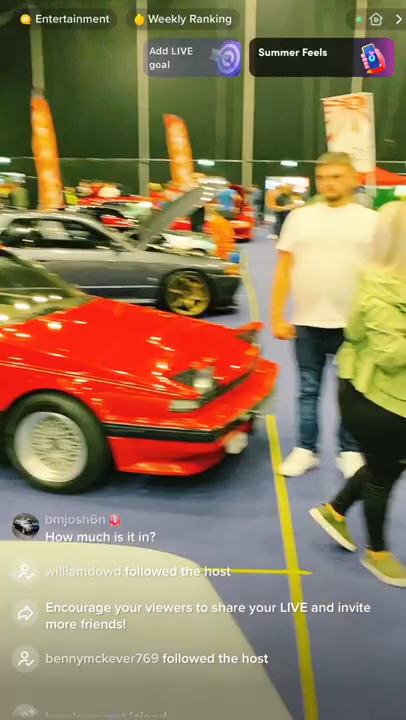 Entertainment
Weekly Ranking
Add LIVE
goal
Summer Feels
bmjosh6n
How much is it in?
williamdowd followed the host
Encourage your viewers to share your LIVE and invite
more friends!
bennymckever769 followed the host